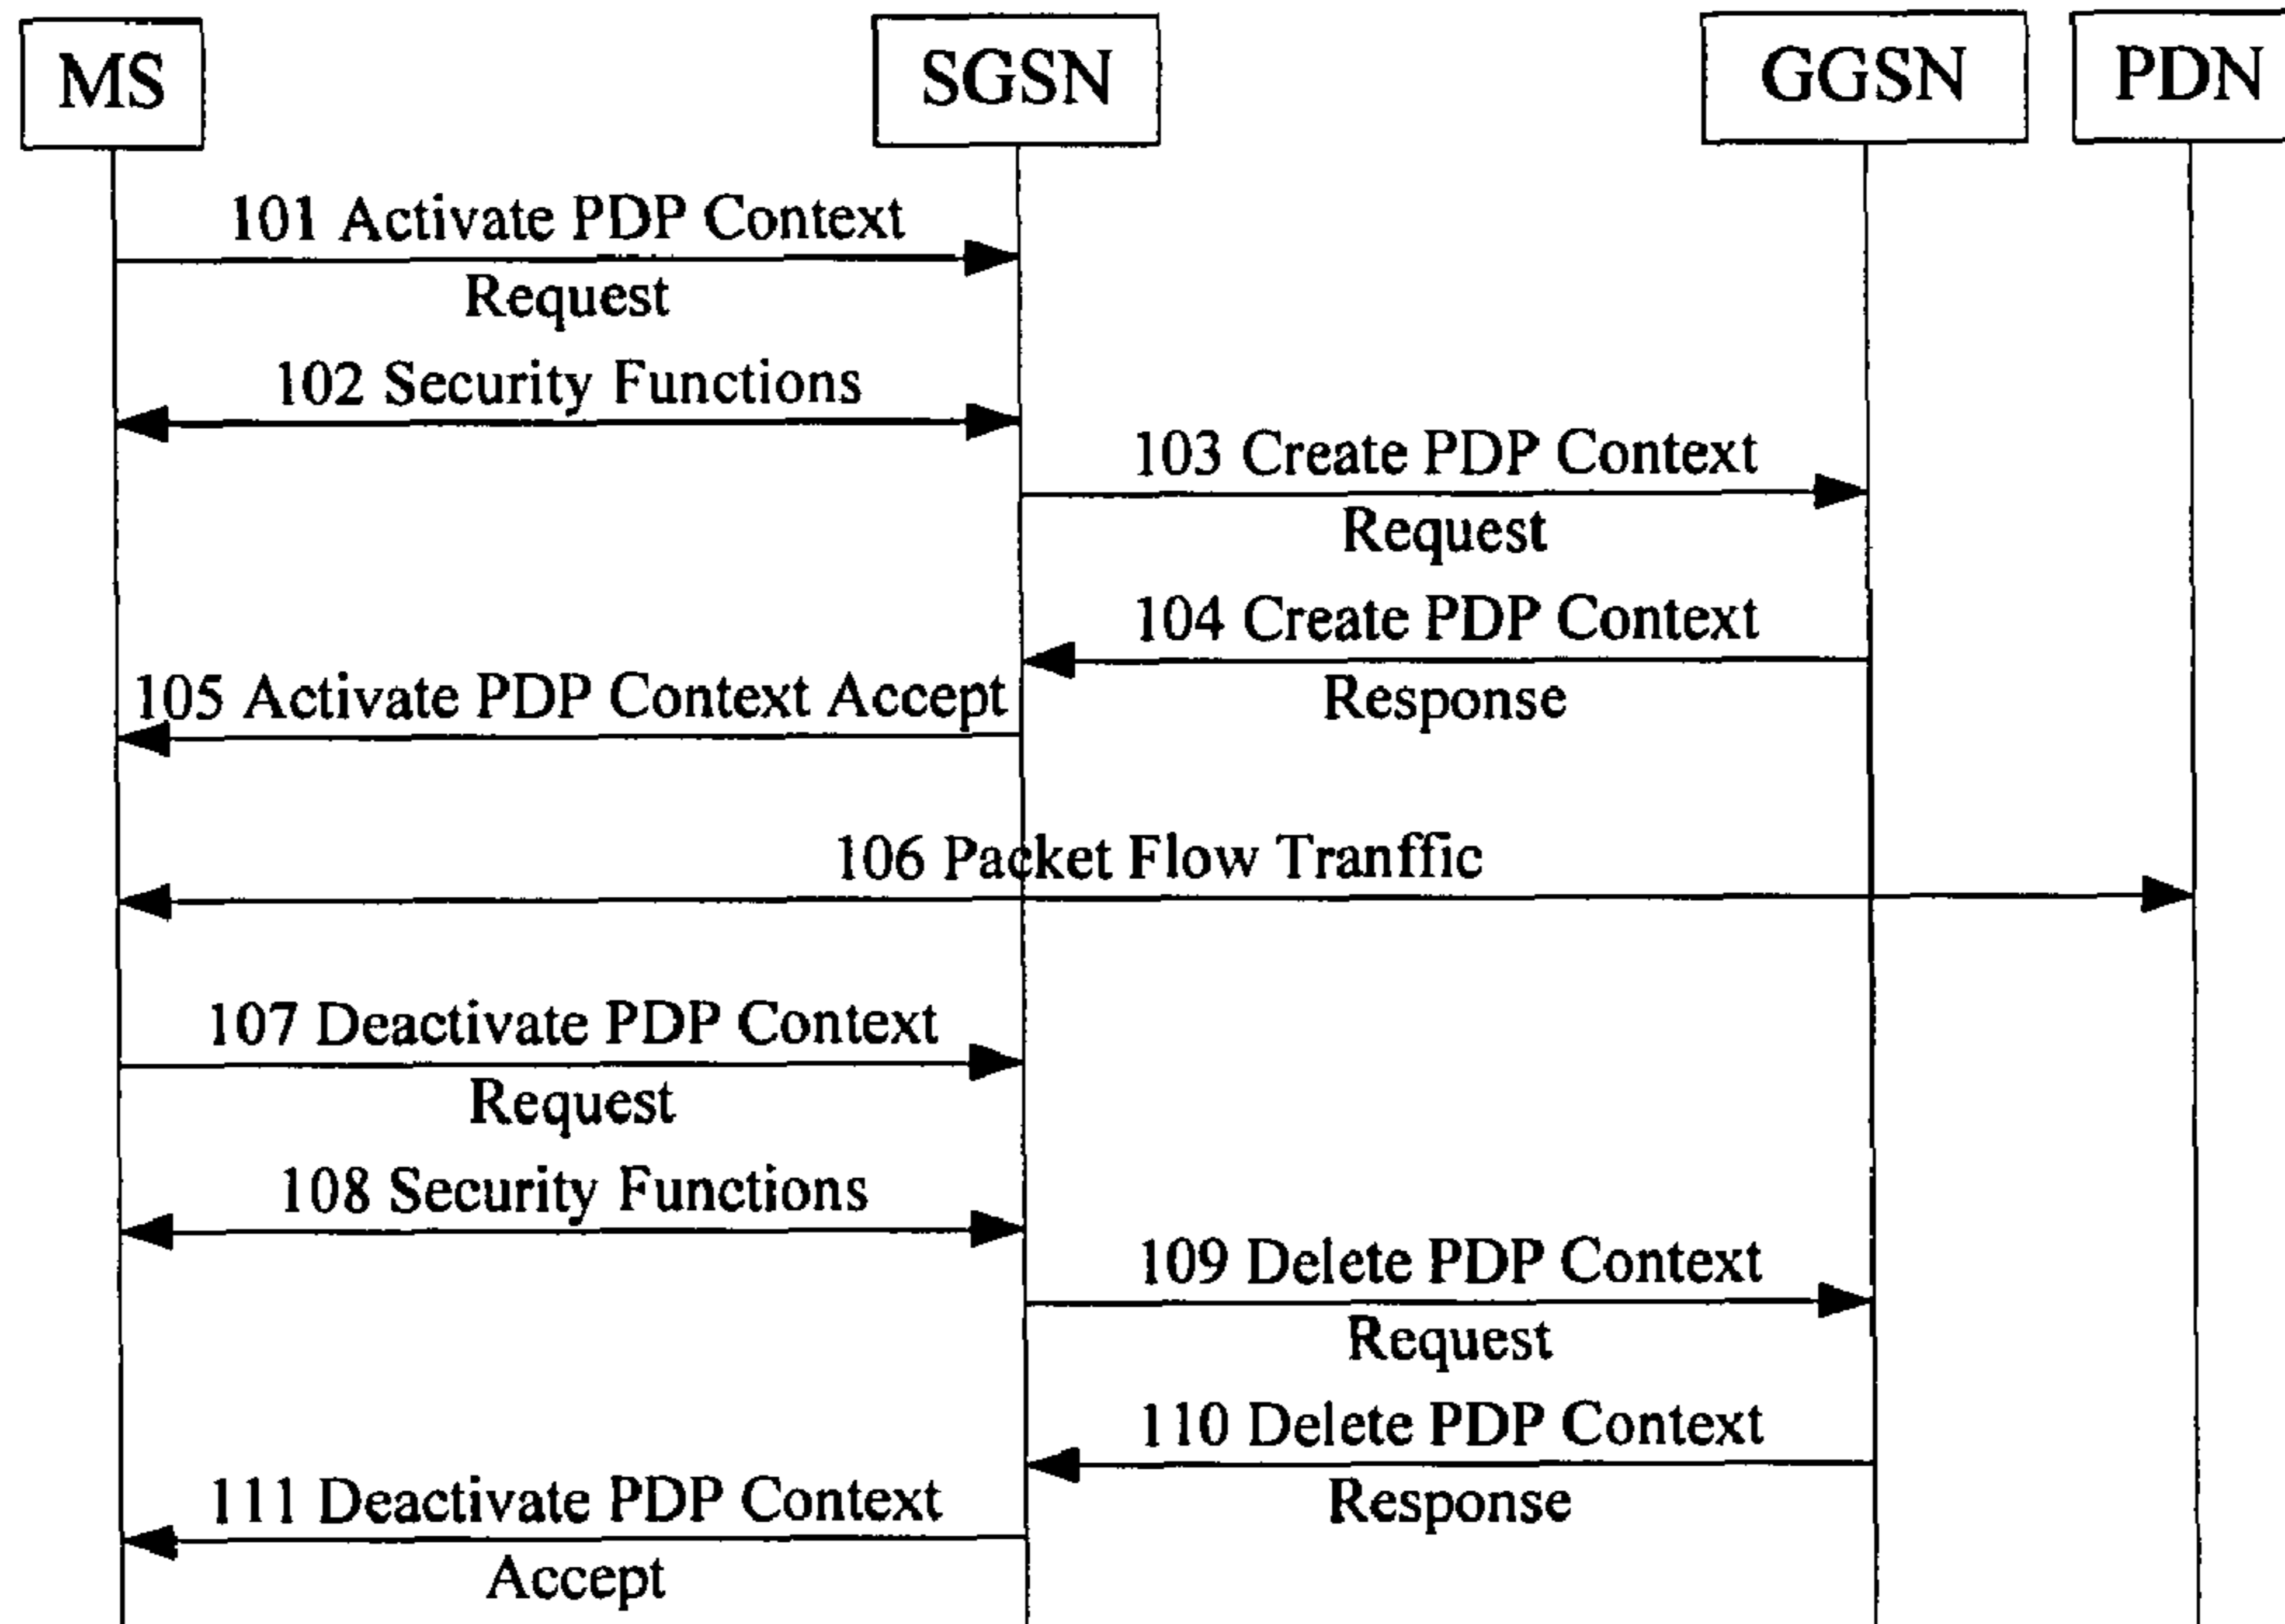 MS
SGSN
GGSN
PDN
101 Activate PDP Context
Request
102 Security Functions
103 Create PDP Context
Request
104 Create PDP Context
Response
105 Activate PDP Context Accept
106 Packet Flow Tranffic
107 Deactivate PDP Context
Request
108 Security Functions
109 Delete PDP Context
Request
110 Delete PDP Context
Response
111 Deactivate PDP Context
Accept